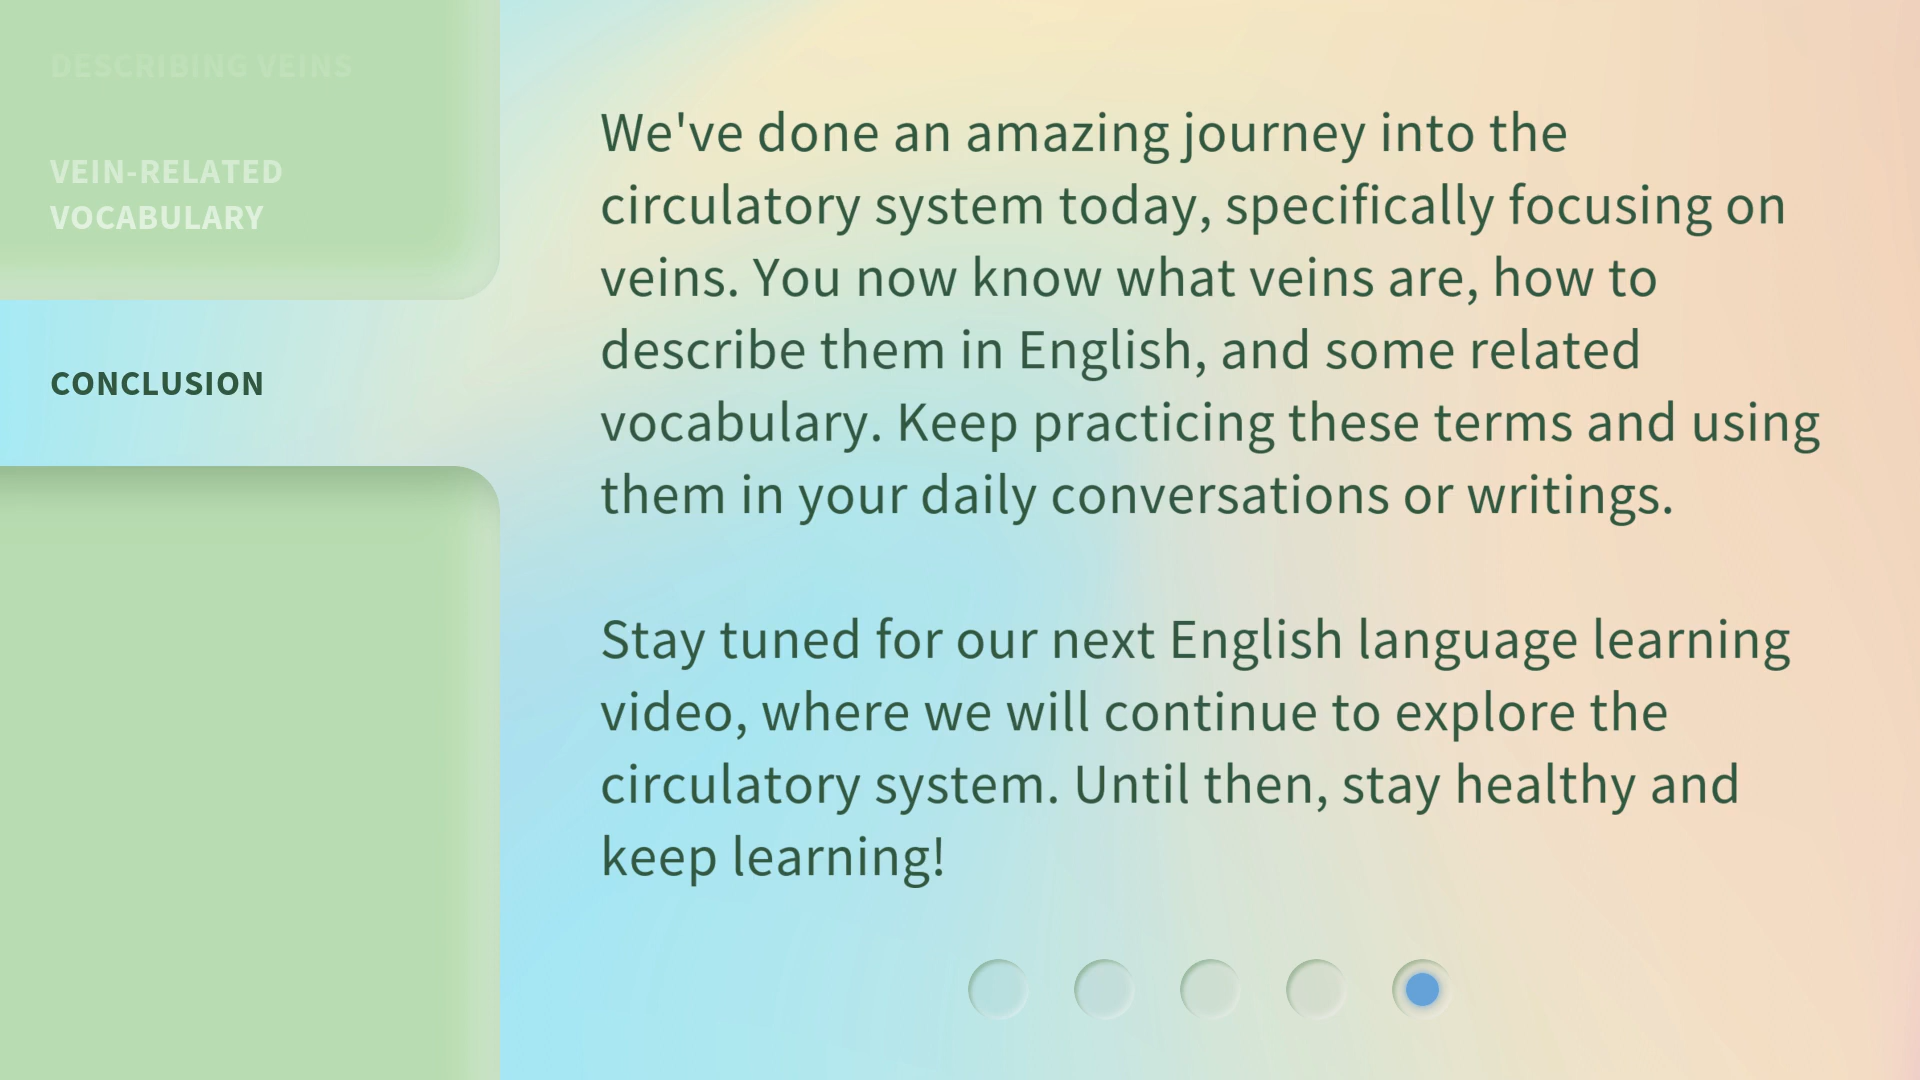 DESCRIBING VEINS
VEIN-RELATED
VOCABULARY
CONCLUSION
We've done an amazing journey into the
circulatory system today, specifically focusing on
veins. You now know what veins are, how to
describe them in English, and some related
vocabulary. Keep practicing these terms and using
them in your daily conversations or writings.
Stay tuned for our next English language learning
video, where we will continue to explore the
circulatory system. Until then, stay healthy and
keep learning!